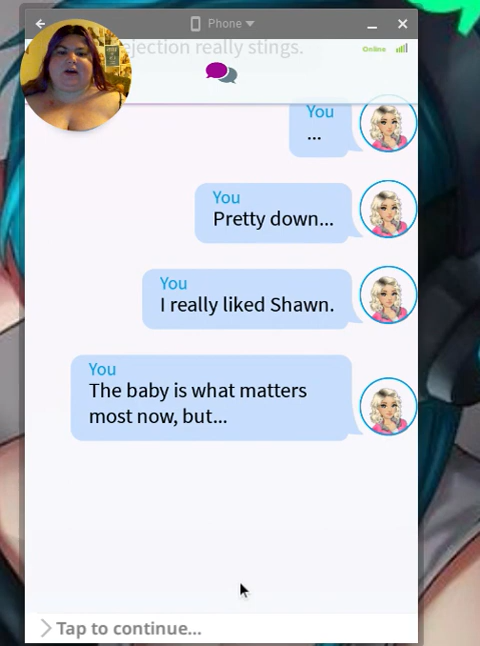 Phone
ejection really stings.
Online
You
...
You
Pretty down...
You
I really liked Shawn.
You
The baby is what matters
most now, but...
Tap to continue...